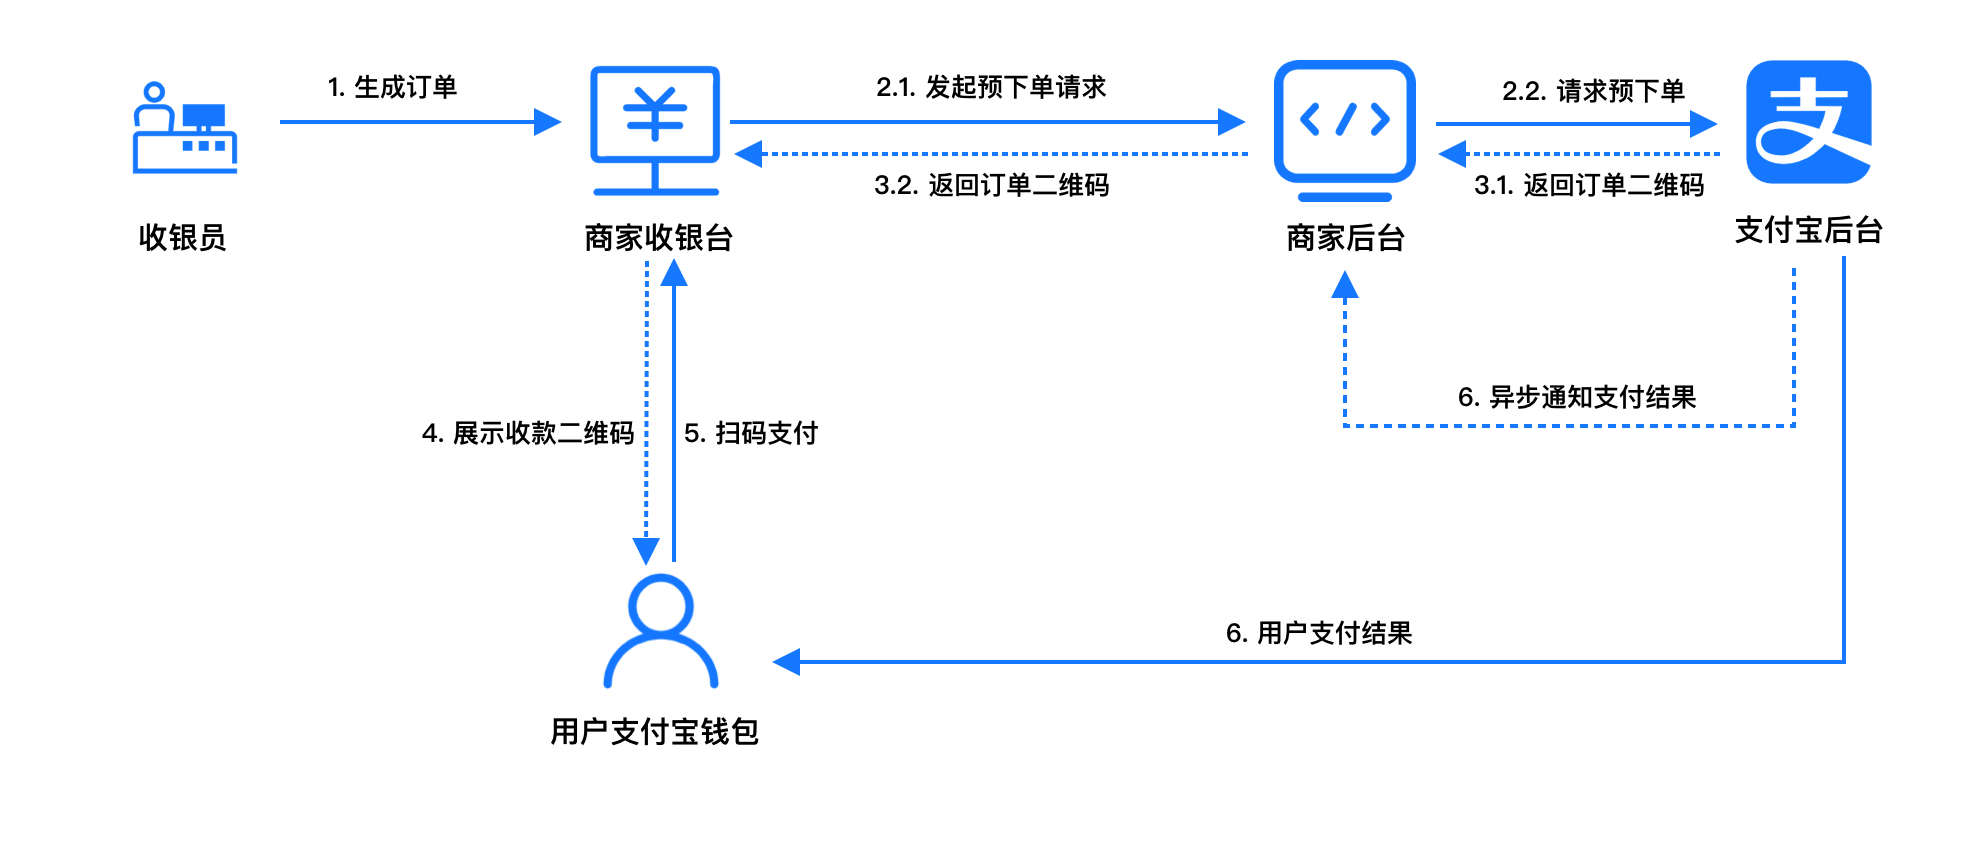 1. 生成订单
2.1. 发起预下单请求
2.2. 请求预下单
支
3.2. 返回订单二维码
3.1. 返回订单二维码
收银员
商家收银台
商家后台
支付宝后台
6. 异步通知支付结果
4. 展示收款二维码
5. 扫码支付
6. 用户支付结果
用户支付宝钱包